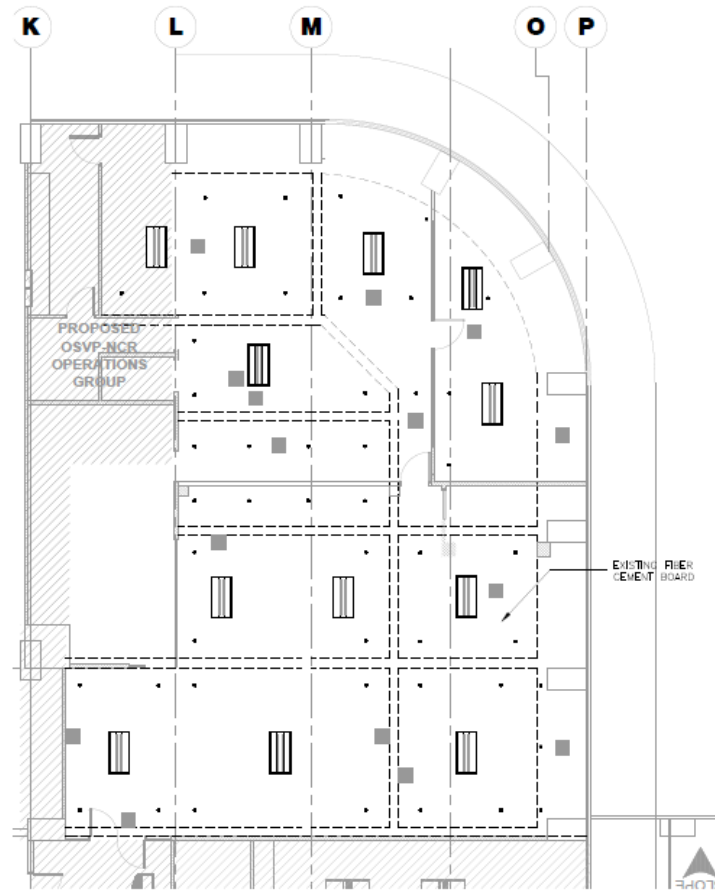 K L M O P
PROPOSED
OSVP-NCR
OPERATIONS
GROUP
EXISTING FIBER
CEMENT BOARD